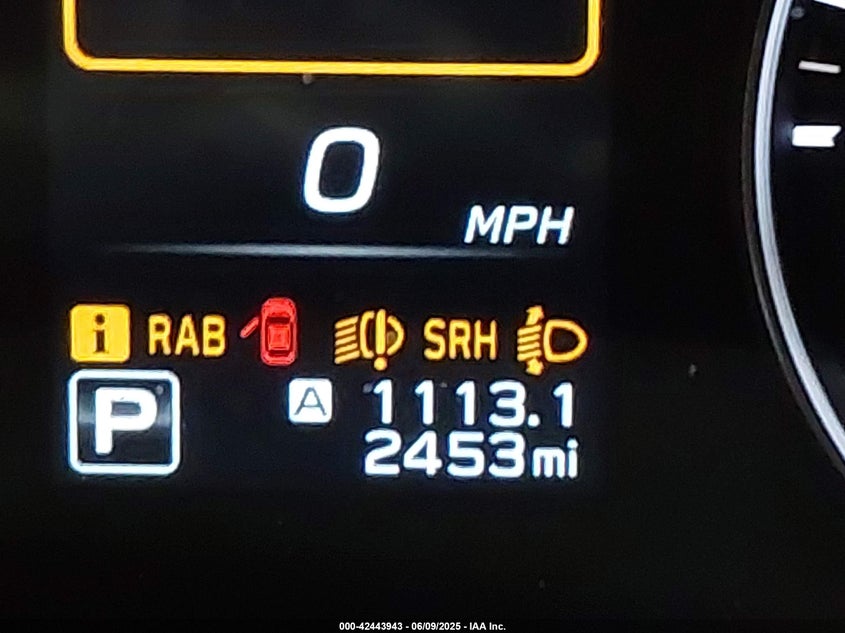 0
MPH
i RAB SRH
P A 1113.1
2453mi
000-42443943 - 06/09/2025 - IAA Inc.